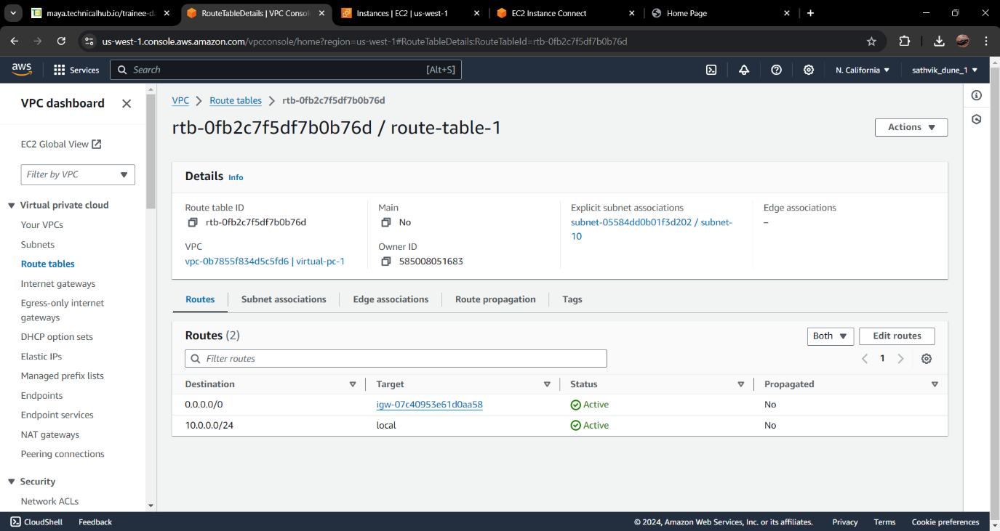 maya.technicalhub.io/trainee-da
RouteTableDetails | VPC Consol
Instances | EC2 | us-west-1
EC2 Instance Connect
Home Page
us-west-1.console.aws.amazon.com/vpcconsole/home?region=us-west-1#RouteTableDetails:RouteTableId=rtb-0fb2c7f5df7b0b76d
aws
Services
Search
[Alt+S]
N. California
sathvik_dune_1
VPC dashboard
EC2 Global View
Filter by VPC
Virtual private cloud
Your VPCs
Subnets
Route tables
Internet gateways
Egress-only internet
gateways
DHCP option sets
Elastic IPs
Managed prefix lists
Endpoints
Endpoint services
NAT gateways
Peering connections
Security
Network ACLs
VPC
Route tables
rtb-0fb2c7f5df7b0b76d
rtb-0fb2c7f5df7b0b76d / route-table-1
Actions
Details Info
Route table ID
rtb-0fb2c7f5df7b0b76d
VPC
vpc-0b7855f834d5c5fd6 | virtual-pc-1
Main
No
Owner ID
585008051683
Explicit subnet associations
subnet-05584dd0b01f3d202 / subnet-
10
Edge associations
–
Routes
Subnet associations
Edge associations
Route propagation
Tags
Routes (2)
Both
Edit routes
Filter routes
1
Destination Target Status Propagated
0.0.0.0/0 igw-07c40953e61d0aa58 Active No
10.0.0.0/24 local Active No
CloudShell
Feedback
© 2024, Amazon Web Services, Inc. or its affiliates.
Privacy
Terms
Cookie preferences